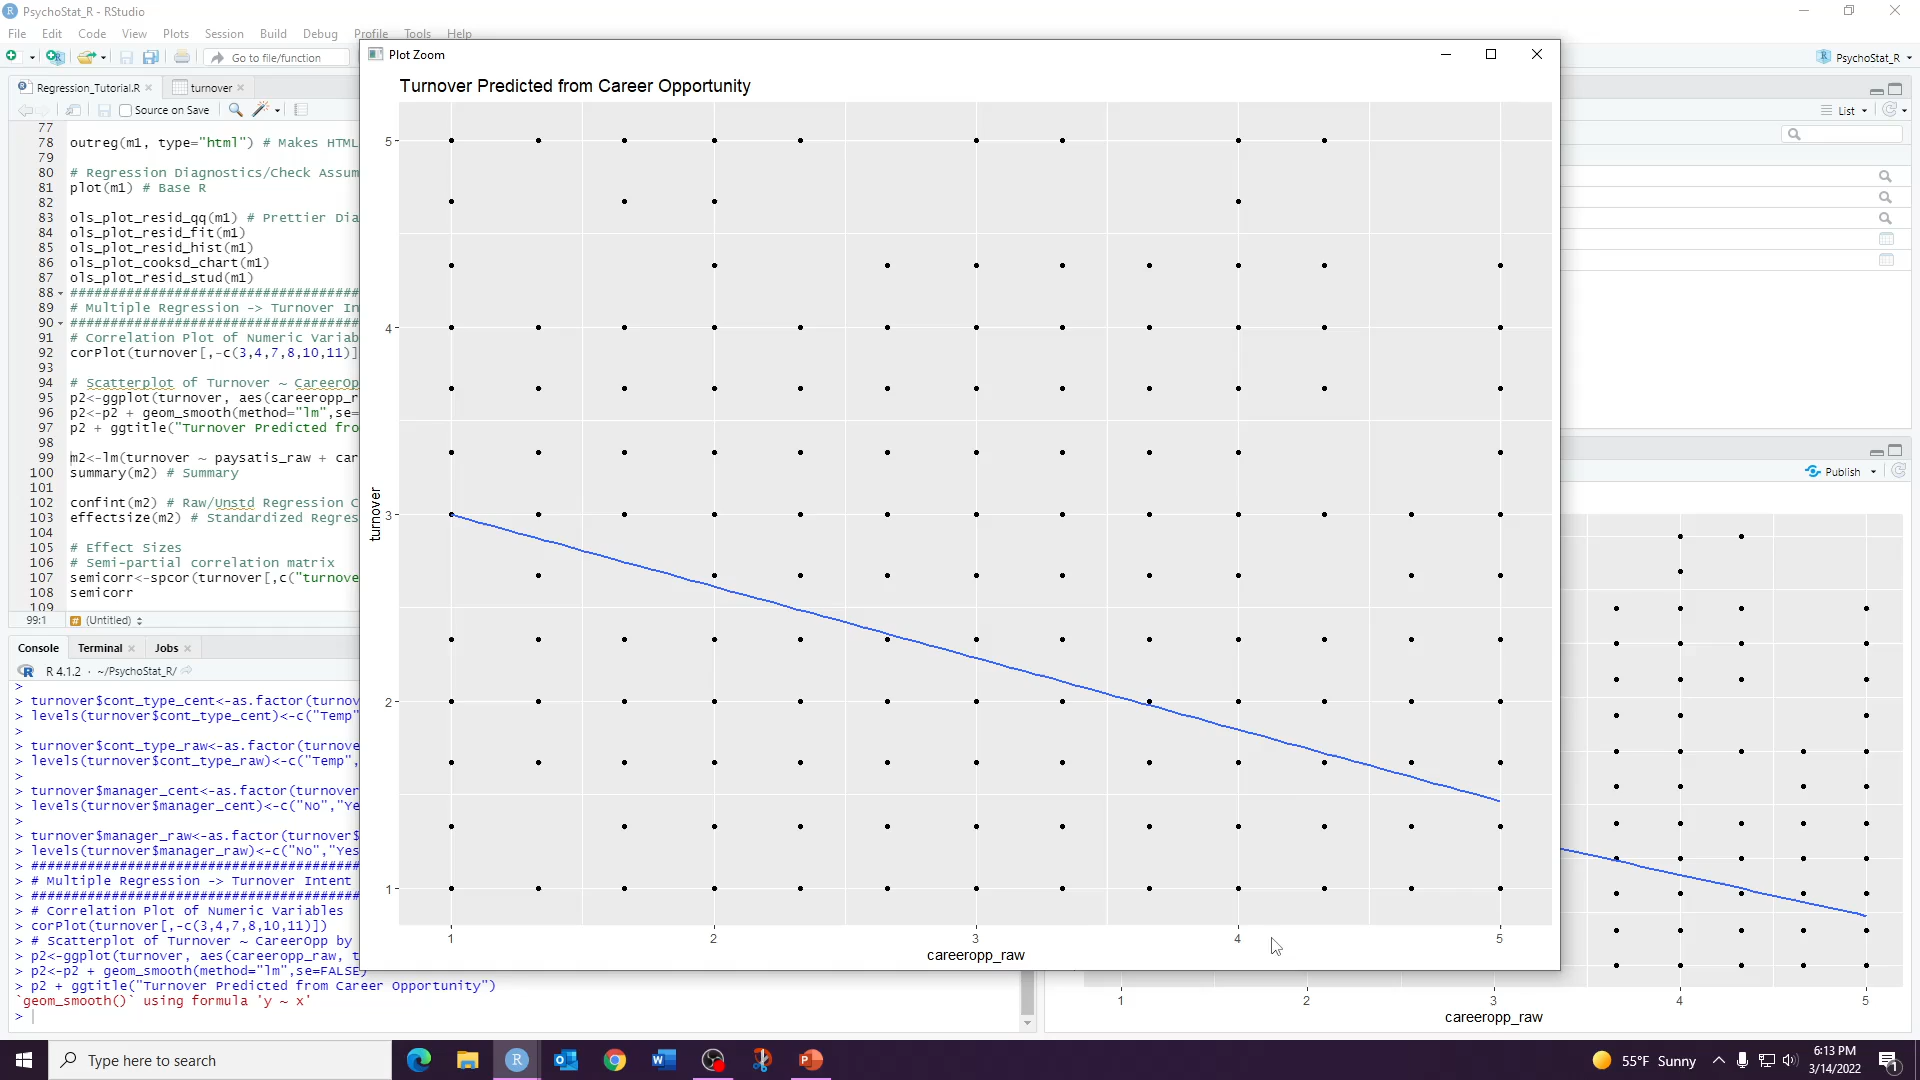 PsychoStat_R - RStudio
File Edit Code View Plots Session Build Debug Profile Tools Help
Go to file/function
PsychoStat_R
Regression_Tutorial.R
turnover
Source on Save
77
78 outreg(m1, type="html") # Makes HTML
79
80 # Regression Diagnostics/Check Assum
81 plot(m1) # Base R
82
83 ols_plot_resid_qq(m1) # Prettier Dia
84 ols_plot_resid_fit(m1)
85 ols_plot_resid_hist(m1)
86 ols_plot_cooksd_chart(m1)
87 ols_plot_resid_stud(m1)
88 ####################################
89 # Multiple Regression -> Turnover In
90 ####################################
91 # Correlation Plot of Numeric Variab
92 corPlot(turnover[,-c(3,4,7,8,10,11)]
93
94 # Scatterplot of Turnover ~ CareerOp
95 p2<-ggplot(turnover, aes(careeropp_r
96 p2<-p2 + geom_smooth(method="lm",se=
97 p2 + ggtitle("Turnover Predicted fro
98
99 m2<-lm(turnover ~ paysatis_raw + car
100 summary(m2) # Summary
101
102 confint(m2) # Raw/Unstd Regression C
103 effectsize(m2) # Standardized Regres
104
105 # Effect Sizes
106 # Semi-partial correlation matrix
107 semicorr<-spcor(turnover[,c("turnove
108 semicorr
109
99:1 (Untitled)
Console Terminal Jobs
R 4.1.2 · ~/PsychoStat_R/
>
> turnover$cont_type_cent<-as.factor(turnov
> levels(turnover$cont_type_cent)<-c("Temp"
>
> turnover$cont_type_raw<-as.factor(turnove
> levels(turnover$cont_type_raw)<-c("Temp",
>
> turnover$manager_cent<-as.factor(turnover
> levels(turnover$manager_cent)<-c("No","Ye
>
> turnover$manager_raw<-as.factor(turnover$
> levels(turnover$manager_raw)<-c("No","Yes
> ####################################
> # Multiple Regression -> Turnover Intent
> ####################################
> # Correlation Plot of Numeric Variables
> corPlot(turnover[,-c(3,4,7,8,10,11)])
> # Scatterplot of Turnover ~ CareerOpp by
> p2<-ggplot(turnover, aes(careeropp_raw, t
> p2<-p2 + geom_smooth(method="lm",se=FALSE)
> p2 + ggtitle("Turnover Predicted from Career Opportunity")
`geom_smooth()` using formula 'y ~ x'
>
Plot Zoom
Turnover Predicted from Career Opportunity
5
4
3
2
1
turnover
1 2 3 4 5
careeropp_raw
List
Publish
1 2 3 4 5
careeropp_raw
Type here to search
55°F Sunny
6:13 PM
3/14/2022
1